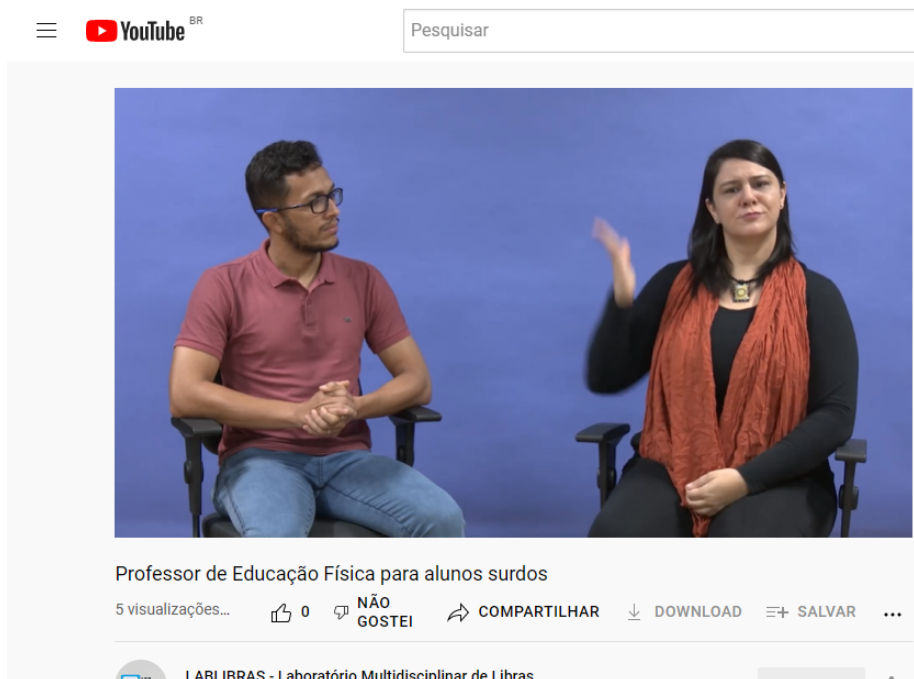 YouTube BR
Pesquisar
Professor de Educação Física para alunos surdos
5 visualizações...
0
NÃO
GOSTEI
COMPARTILHAR
DOWNLOAD
SALVAR
LABLIBRAS - Laboratório Multidisciplinar de Libras